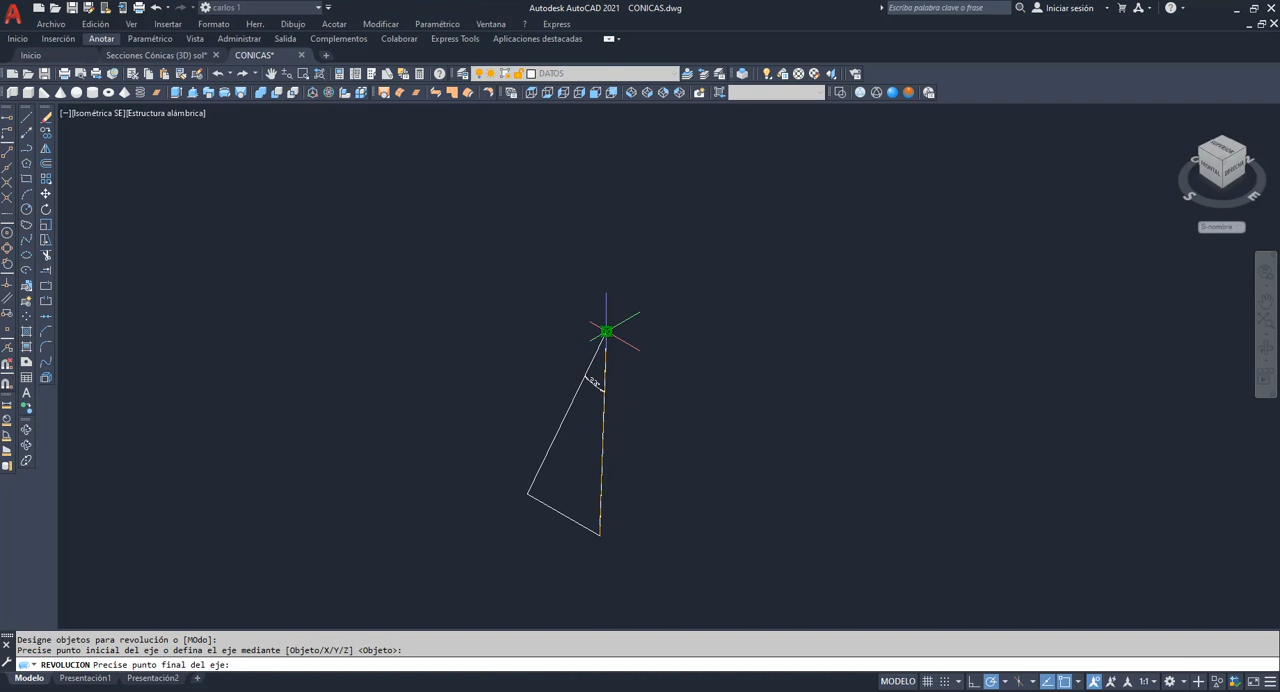 carlos 1
Autodesk AutoCAD 2021 CONICAS.dwg
Escriba palabra clave o frase
Iniciar sesión
?
Archivo Edición Ver Insertar Formato Herr. Dibujo Acotar Modificar Paramétrico Ventana ? Express
Inicio Inserción Anotar Paramétrico Vista Administrar Complementos Colaborar Express Tools Aplicaciones destacadas
Inicio Secciones Cónicas (3D) sol* CONICAS* +
DATOS
[−][Isométrica SE][Estructura alámbrica]
SUPERIOR
FRONTAL DERECHA
S E
S-nombre
A
Designe objetos para revolución o [MOdo]:
Precise punto inicial del eje o defina el eje mediante [Objeto/X/Y/Z] <Objeto>:
REVOLUCION Precise punto final del eje:
Modelo Presentación1 Presentación2 +
MODELO 1:1